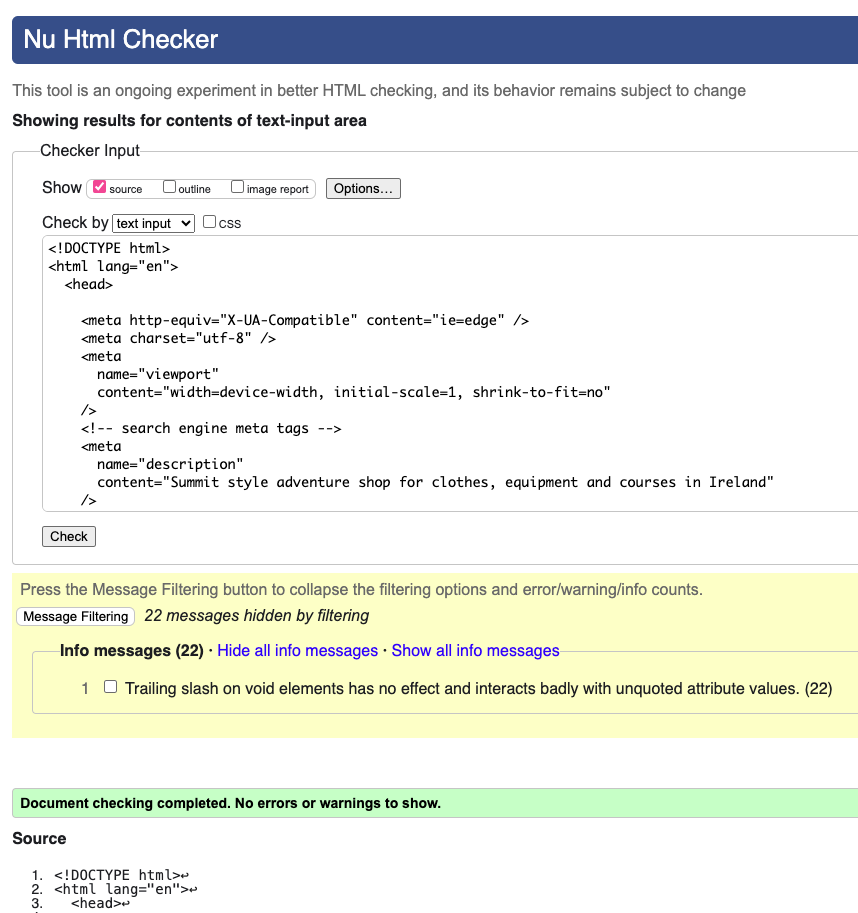 Nu Html Checker
This tool is an ongoing experiment in better HTML checking, and its behavior remains subject to change
Showing results for contents of text-input area
Checker Input
Show source outline image report Options…
Check by text input CSS
<!DOCTYPE html>
<html lang="en">
  <head>
    <meta http-equiv="X-UA-Compatible" content="ie=edge" />
    <meta charset="utf-8" />
    <meta
      name="viewport"
      content="width=device-width, initial-scale=1, shrink-to-fit=no"
    />
    <!-- search engine meta tags -->
    <meta
      name="description"
      content="Summit style adventure shop for clothes, equipment and courses in Ireland"
    />
Check
Press the Message Filtering button to collapse the filtering options and error/warning/info counts.
Message Filtering 22 messages hidden by filtering
Info messages (22) · Hide all info messages · Show all info messages
1 Trailing slash on void elements has no effect and interacts badly with unquoted attribute values. (22)
Document checking completed. No errors or warnings to show.
Source
1. <!DOCTYPE html>↩
2. <html lang="en">↩
3.   <head>↩